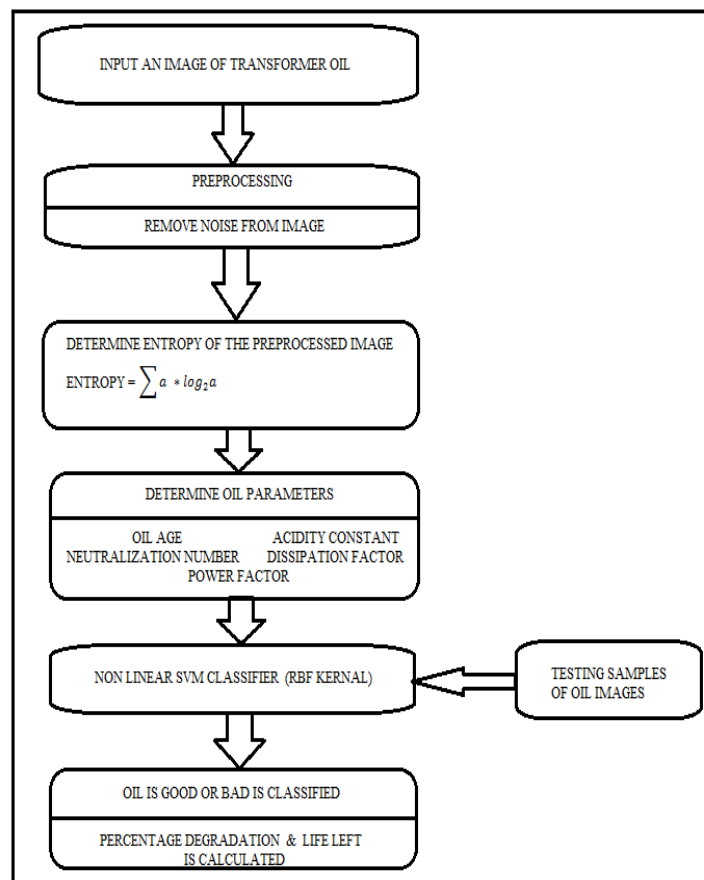 INPUT AN IMAGE OF TRANSFORMER OIL
PREPROCESSING
REMOVE NOISE FROM IMAGE
DETERMINE ENTROPY OF THE PREPROCESSED IMAGE
ENTROPY = ∑ a * log₂a
DETERMINE OIL PARAMETERS
OIL AGE ACIDITY CONSTANT
NEUTRALIZATION NUMBER DISSIPATION FACTOR
POWER FACTOR
NON LINEAR SVM CLASSIFIER (RBF KERNAL)
TESTING SAMPLES
OF OIL IMAGES
OIL IS GOOD OR BAD IS CLASSIFIED
PERCENTAGE DEGRADATION & LIFE LEFT
IS CALCULATED